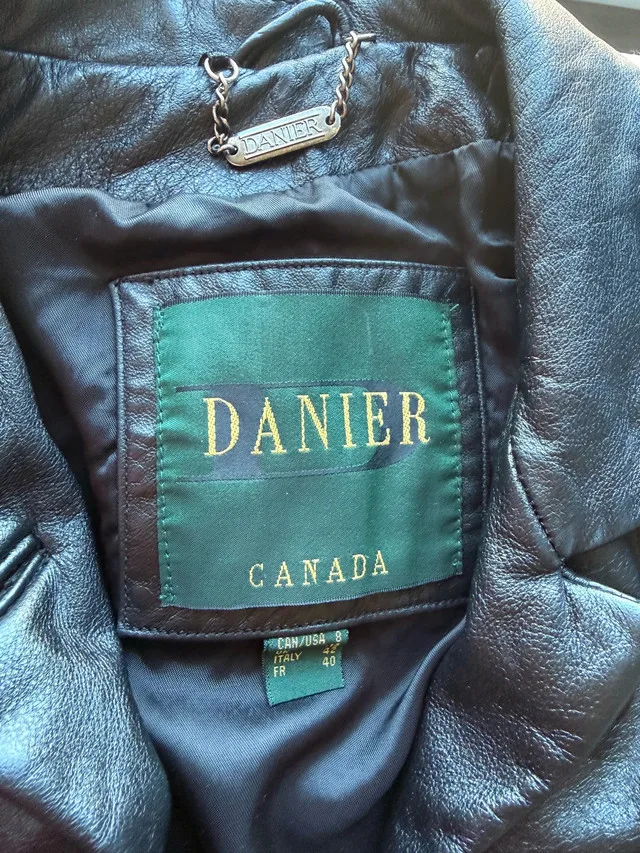 DANIER
DANIER
CANADA
CAN/USA 8
ITALY 42
FR 40